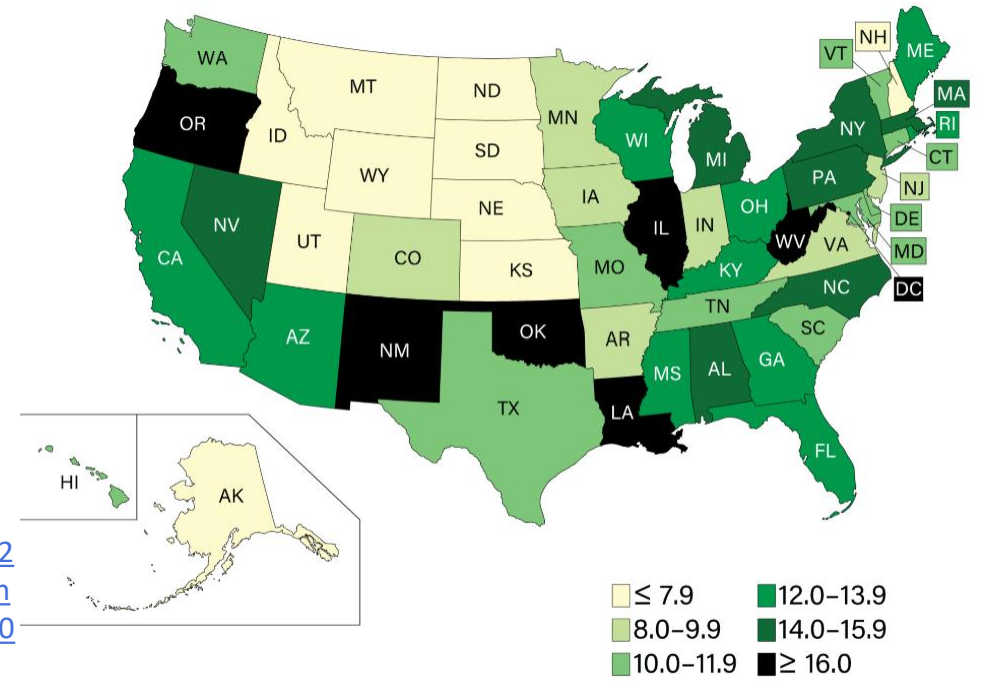 NH
VT
ME
WA
MT
ND
MN
MA
OR
ID
SD
WI
MI
NY
RI
CT
WY
PA
NJ
NE
IA
IL
IN
OH
DE
NV
UT
CO
KS
MO
WV
VA
MD
CA
KY
DC
NC
TN
AZ
NM
OK
AR
SC
MS
AL
GA
TX
LA
FL
HI
AK
2
n
0
≤ 7.9
8.0–9.9
10.0–11.9
12.0–13.9
14.0–15.9
≥ 16.0